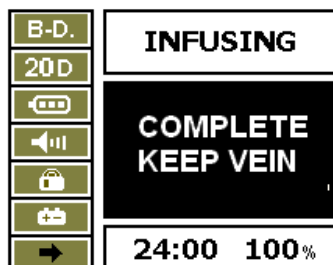 B-D.
20D
INFUSING
COMPLETE
KEEP VEIN
24:00 100%